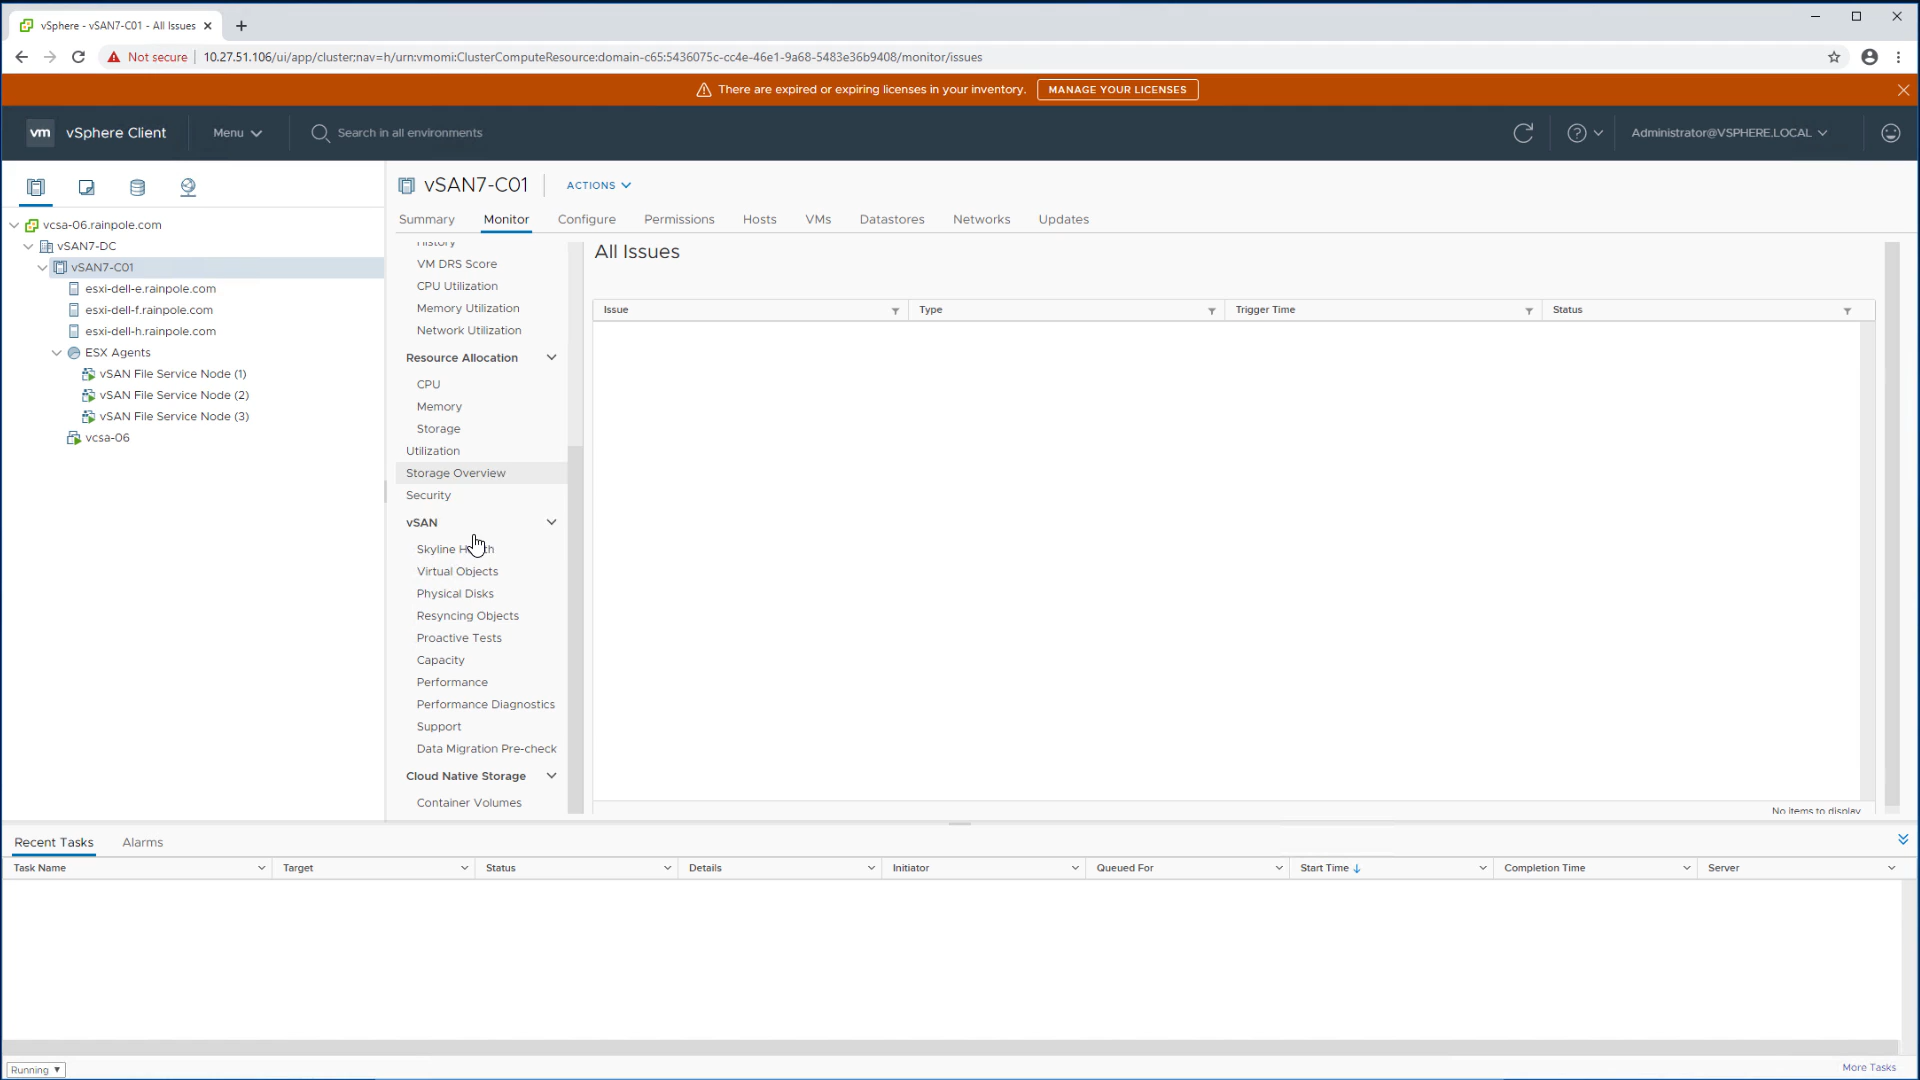 vSphere - vSAN7-C01 - All Issues
Not secure 10.27.51.106/ui/app/cluster;nav=h/urn:vmomi:ClusterComputeResource:domain-c65:5436075c-cc4e-46e1-9a68-5483e36b9408/monitor/issues
There are expired or expiring licenses in your inventory. MANAGE YOUR LICENSES
vm vSphere Client Menu Search in all environments Administrator@VSPHERE.LOCAL
vcsa-06.rainpole.com
vSAN7-DC
vSAN7-C01
esxi-dell-e.rainpole.com
esxi-dell-f.rainpole.com
esxi-dell-h.rainpole.com
ESX Agents
vSAN File Service Node (1)
vSAN File Service Node (2)
vSAN File Service Node (3)
vcsa-06
vSAN7-C01 ACTIONS
Summary Monitor Configure Permissions Hosts VMs Datastores Networks Updates
History
VM DRS Score
CPU Utilization
Memory Utilization
Network Utilization
Resource Allocation
CPU
Memory
Storage
Utilization
Storage Overview
Security
vSAN
Skyline Health
Virtual Objects
Physical Disks
Resyncing Objects
Proactive Tests
Capacity
Performance
Performance Diagnostics
Support
Data Migration Pre-check
Cloud Native Storage
Container Volumes
All Issues
Issue Type Trigger Time Status
No items to display
Recent Tasks Alarms
Task Name Target Status Details Initiator Queued For Start Time Completion Time Server
Running
More Tasks